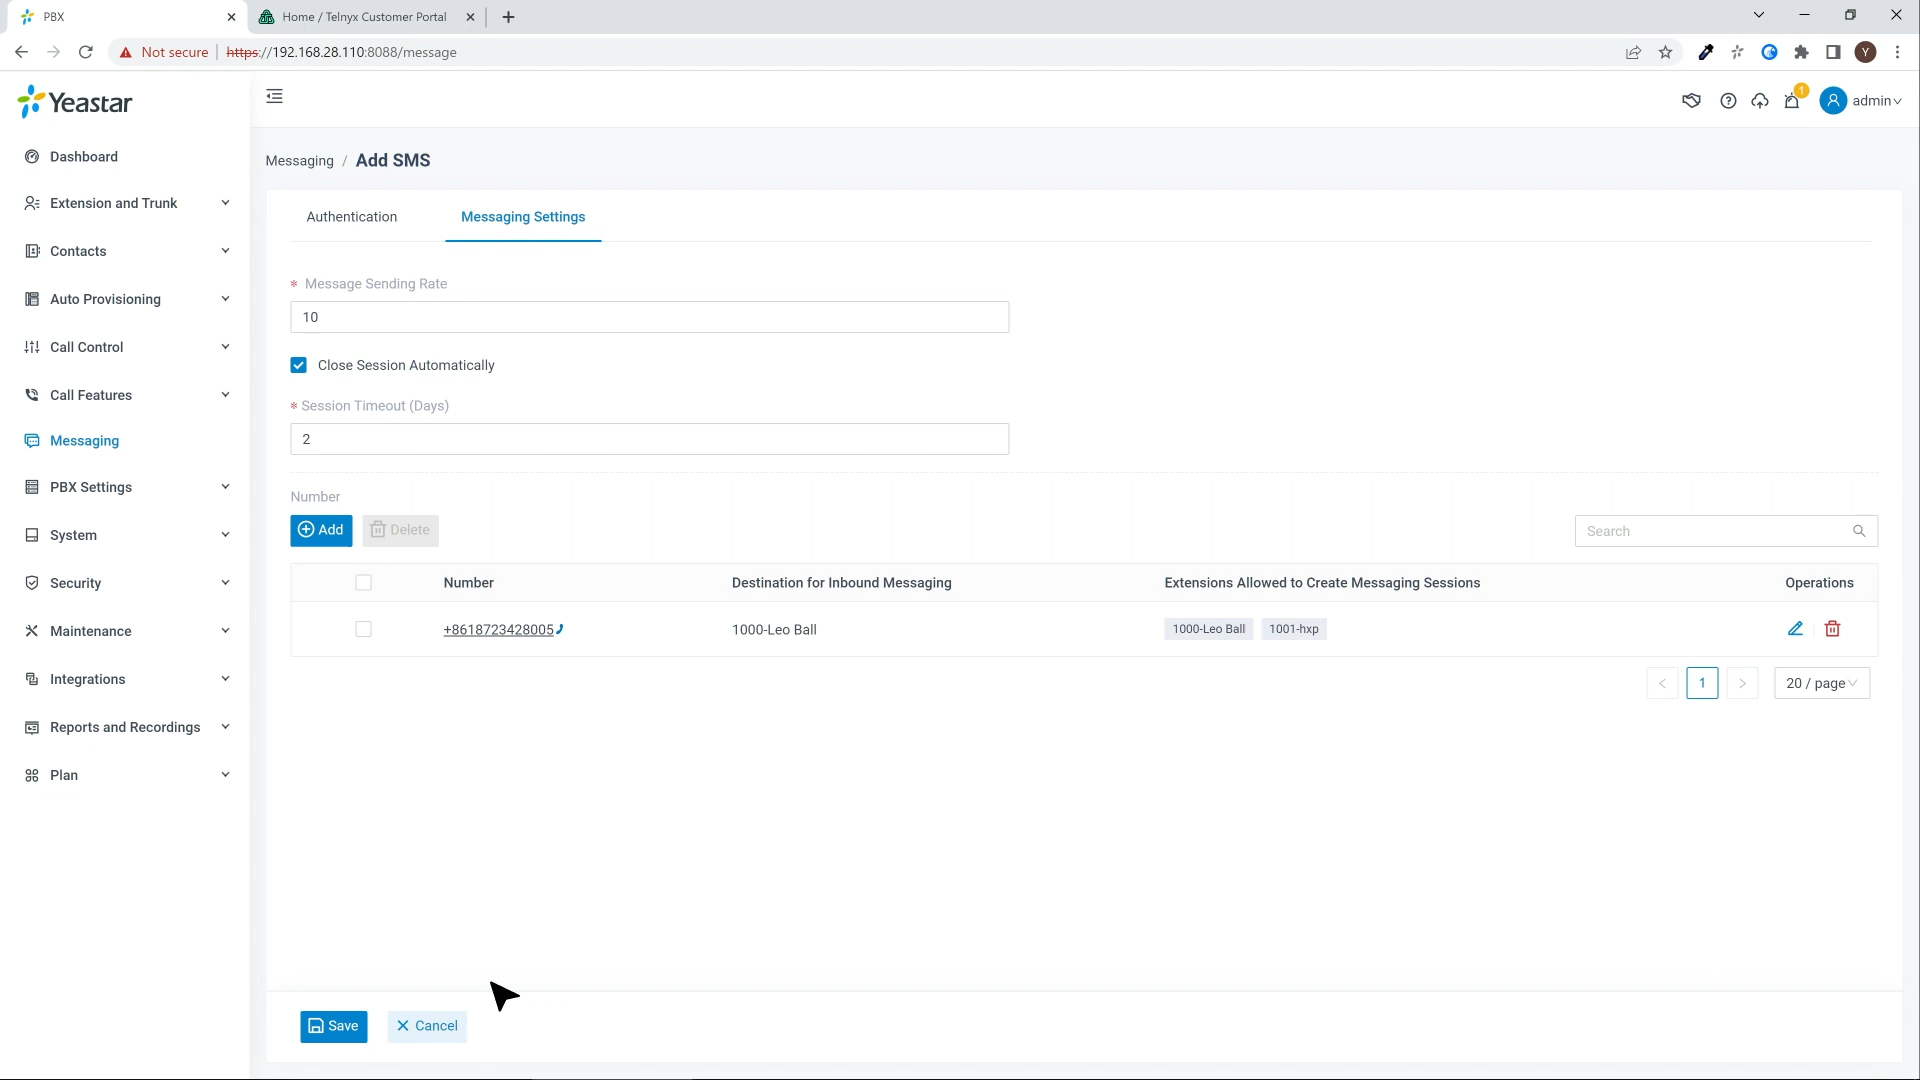 PBX
Home / Telnyx Customer Portal
Not secure
https://192.168.28.110:8088/message
Y
Yeastar
1
admin
Dashboard
Extension and Trunk
Contacts
Auto Provisioning
Call Control
Call Features
Messaging
PBX Settings
System
Security
Maintenance
Integrations
Reports and Recordings
Plan
Messaging / Add SMS
Authentication
Messaging Settings
* Message Sending Rate
10
Close Session Automatically
* Session Timeout (Days)
2
Number
Add
Delete
Search
Number Destination for Inbound Messaging Extensions Allowed to Create Messaging Sessions Operations
+8618723428005 1000-Leo Ball 1000-Leo Ball 1001-hxp
< 1 > 20 / page
Save
Cancel